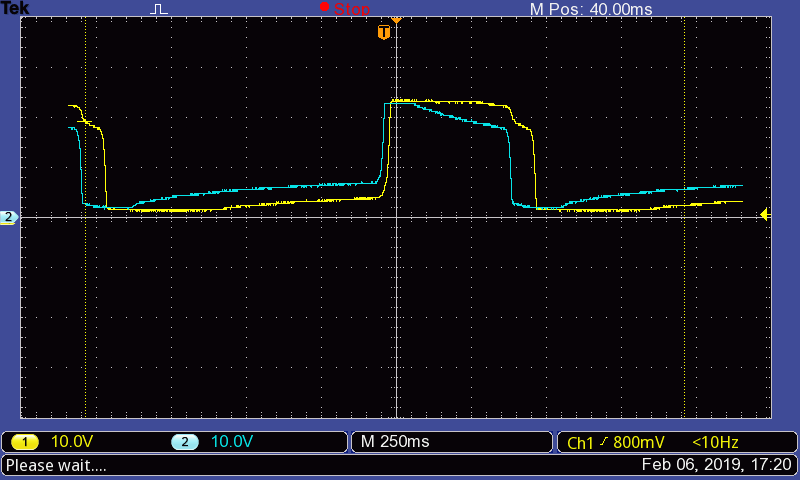 Tek Stop M Pos: 40.00ms
T
2
1 10.0V 2 10.0V M 250ms Ch1 800mV <10Hz
Please wait.... Feb 06, 2019, 17:20